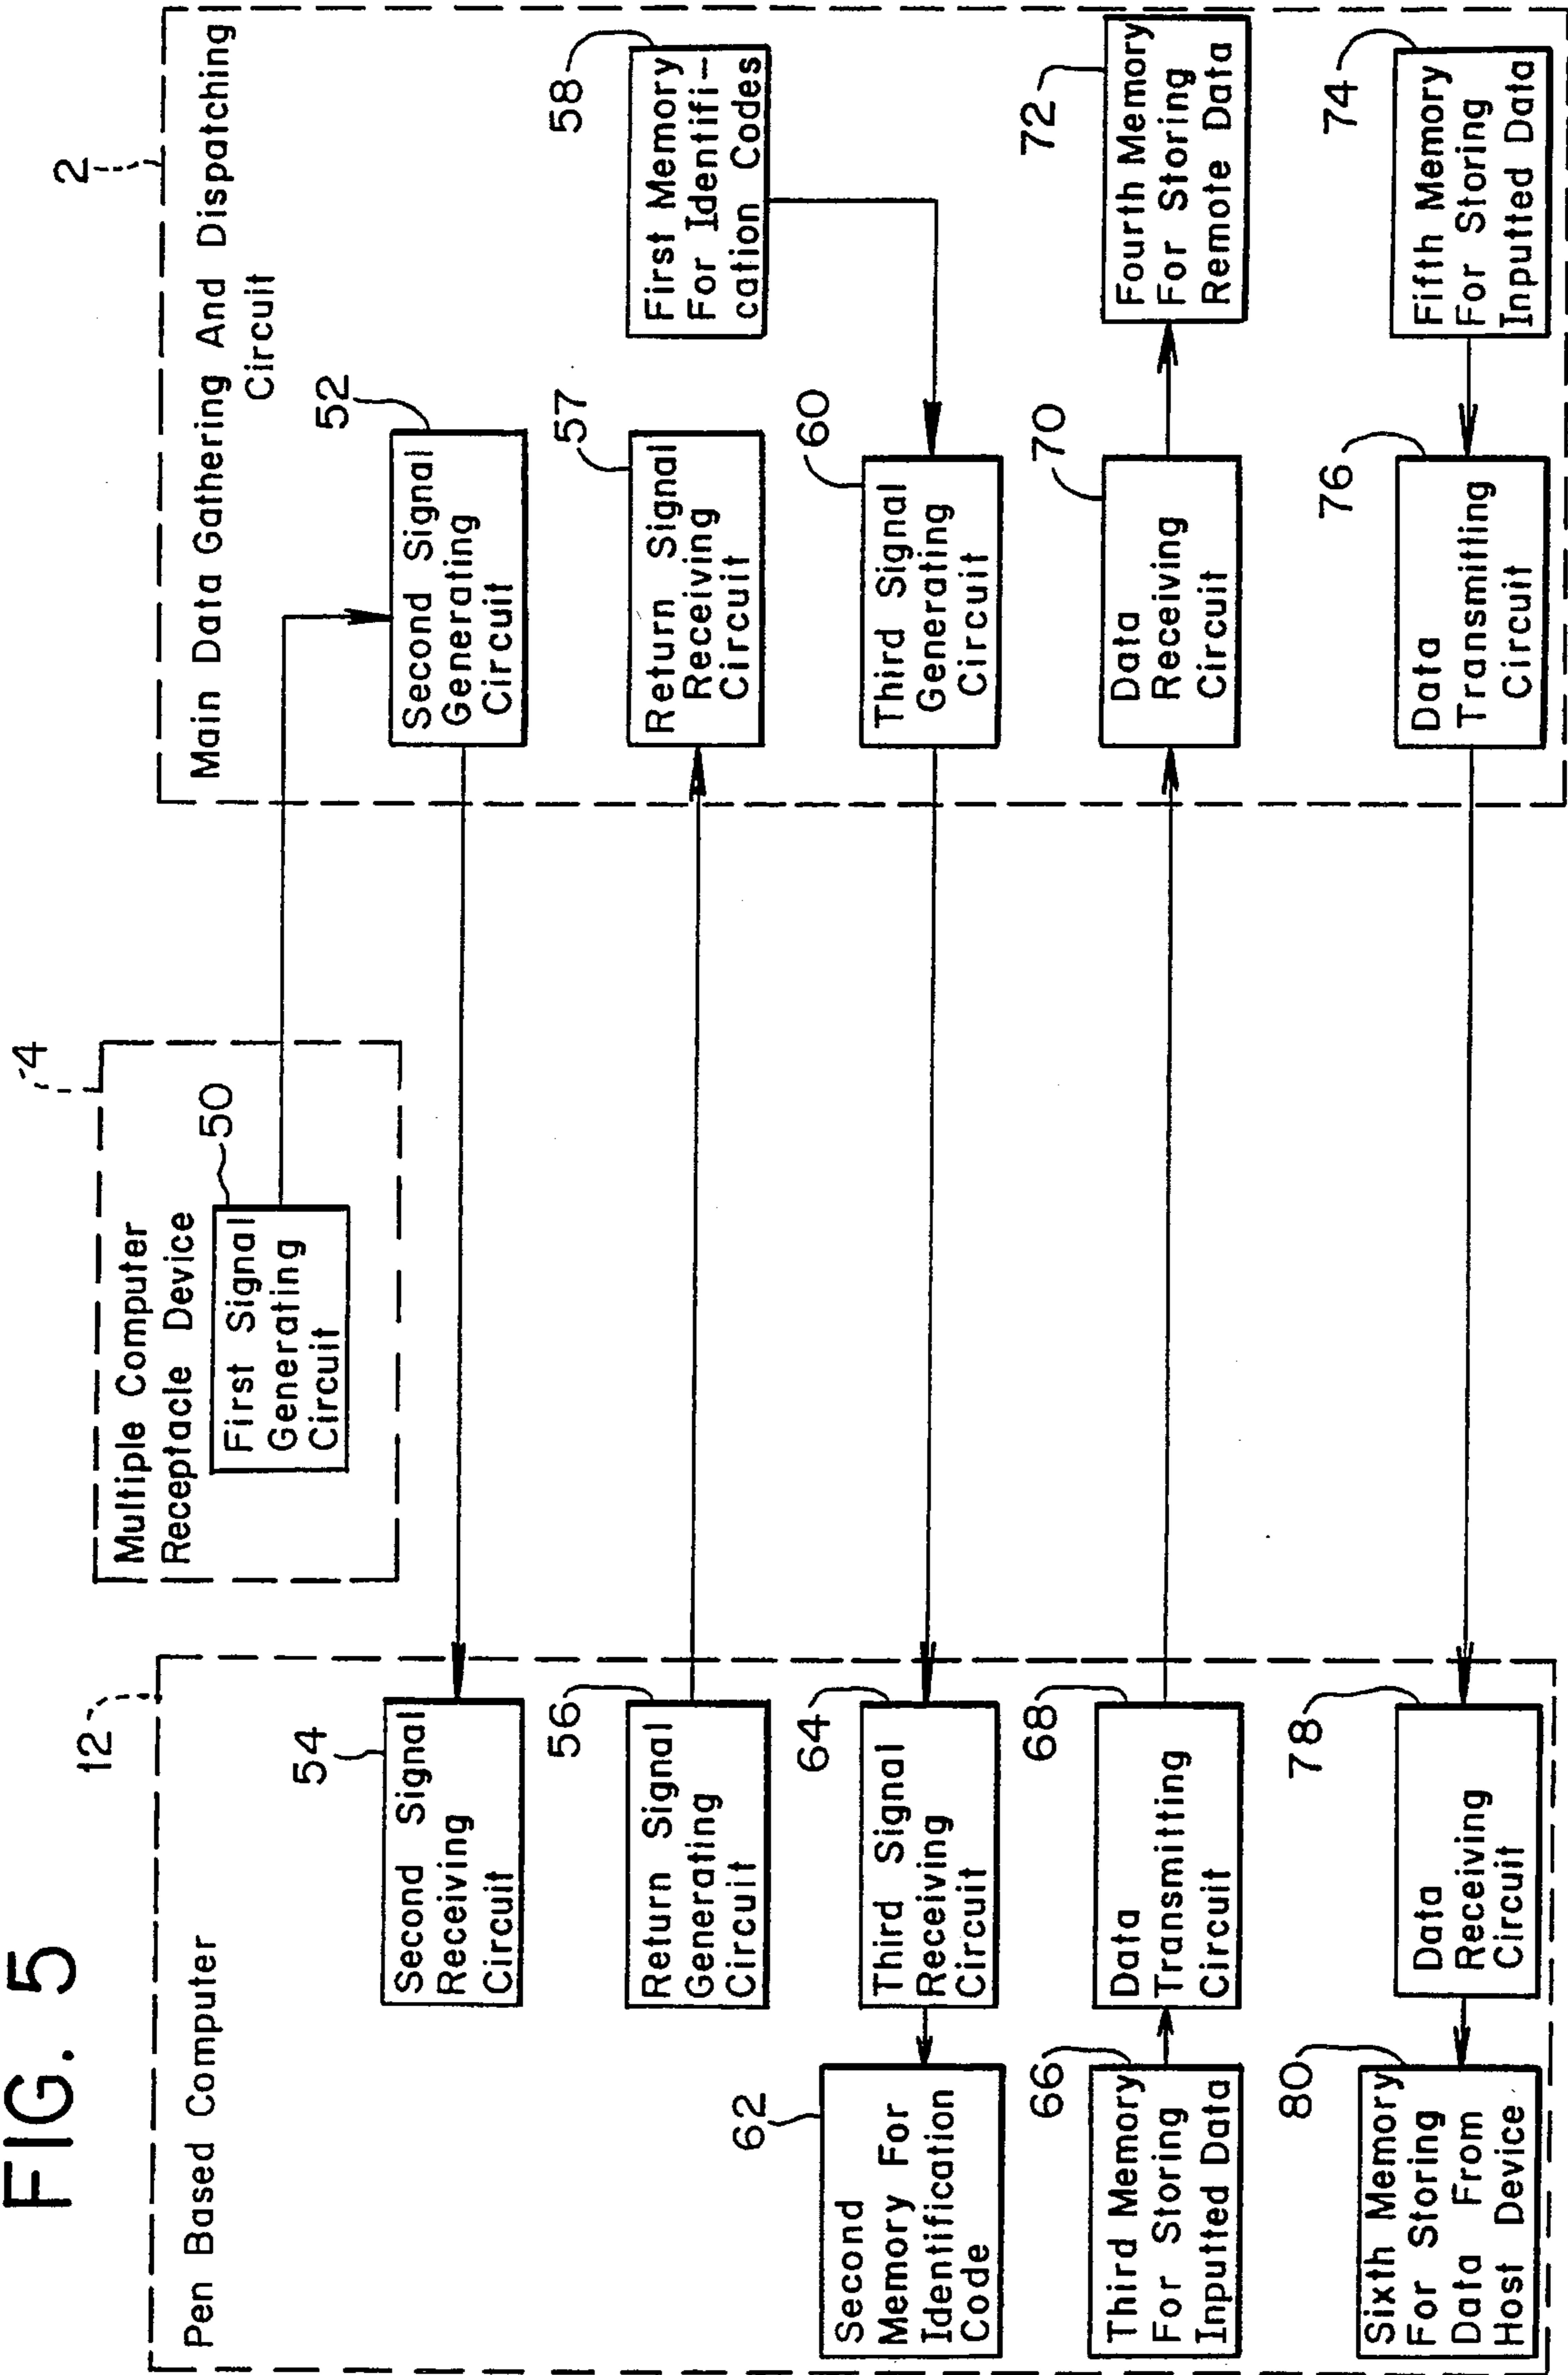 FIG. 5
Pen Based Computer
12
Second Signal
Receiving
Circuit
54
Return Signal
Generating
Circuit
56
Second
Memory For
Identification
Code
62
Third Signal
Receiving
Circuit
64
Third Memory
For Storing
Inputted Data
66
Data
Transmitting
Circuit
68
Sixth Memory
For Storing
Data From
Host Device
80
Data
Receiving
Circuit
78
Multiple Computer
Receptacle Device
4
First Signal
Generating
Circuit
50
Main Data Gathering And Dispatching
Circuit
2
Second Signal
Generating
Circuit
52
Return Signal
Receiving
Circuit
57
First Memory
For Identifi-
cation Codes
58
Third Signal
Generating
Circuit
60
Data
Receiving
Circuit
70
Fourth Memory
For Storing
Remote Data
72
Data
Transmitting
Circuit
76
Fifth Memory
For Storing
Inputted Data
74